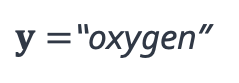 y = “oxygen”